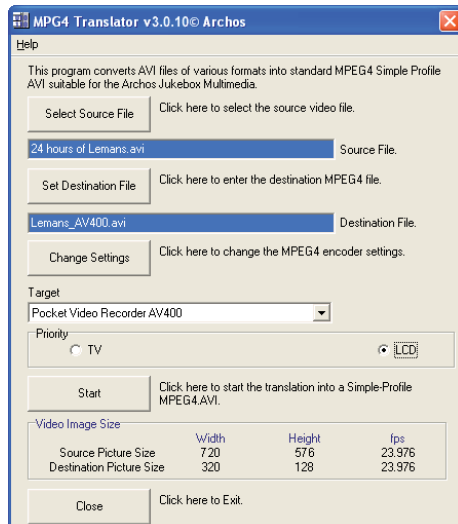 MPG4 Translator v3.0.10© Archos
Help
This program converts AVI files of various formats into standard MPEG4 Simple Profile
AVI suitable for the Archos Jukebox Multimedia.
Select Source File Click here to select the source video file.
24 hours of Lemans.avi Source File.
Set Destination File Click here to enter the destination MPEG4 file.
Lemans_AV400.avi Destination File.
Change Settings Click here to change the MPEG4 encoder settings.
Target
Pocket Video Recorder AV400
Priority
TV LCD
Start Click here to start the translation into a Simple-Profile
MPEG4.AVI.
Video Image Size
Width Height fps
Source Picture Size 720 576 23.976
Destination Picture Size 320 128 23.976
Close Click here to Exit.